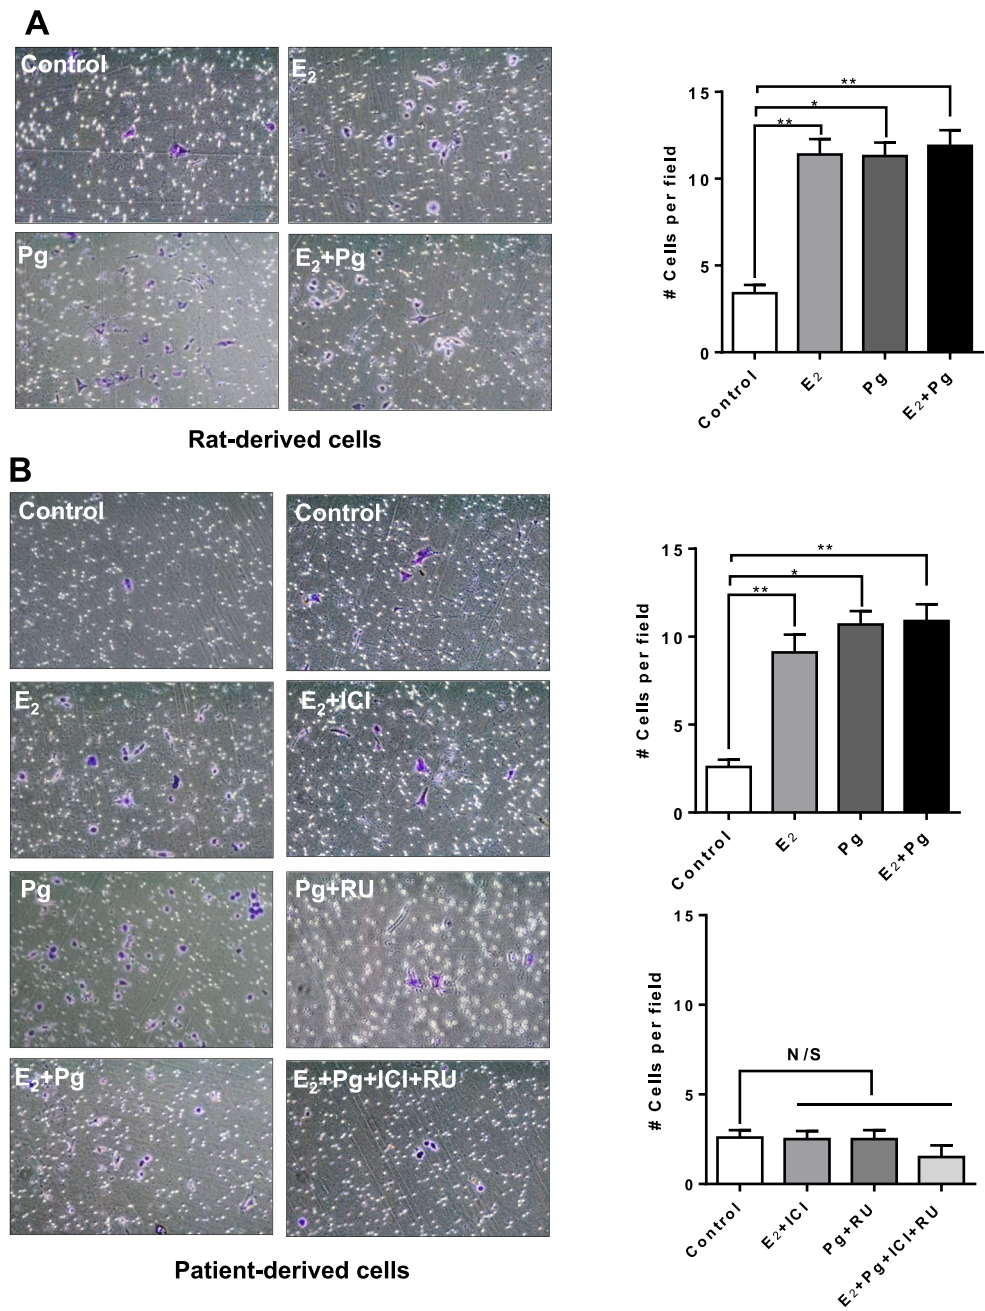 A
Control
E₂
Pg
E₂+Pg
Rat-derived cells
# Cells per field
15
10
5
0
**
*
**
Control
E₂
Pg
E₂+Pg
B
Control
Control
E₂
E₂+ICI
Pg
Pg+RU
E₂+Pg
E₂+Pg+ICI+RU
Patient-derived cells
# Cells per field
15
10
5
0
**
*
**
Control
E₂
Pg
E₂+Pg
# Cells per field
15
10
5
0
N/S
Control
E₂+ICI
Pg+RU
E₂+Pg+ICI+RU